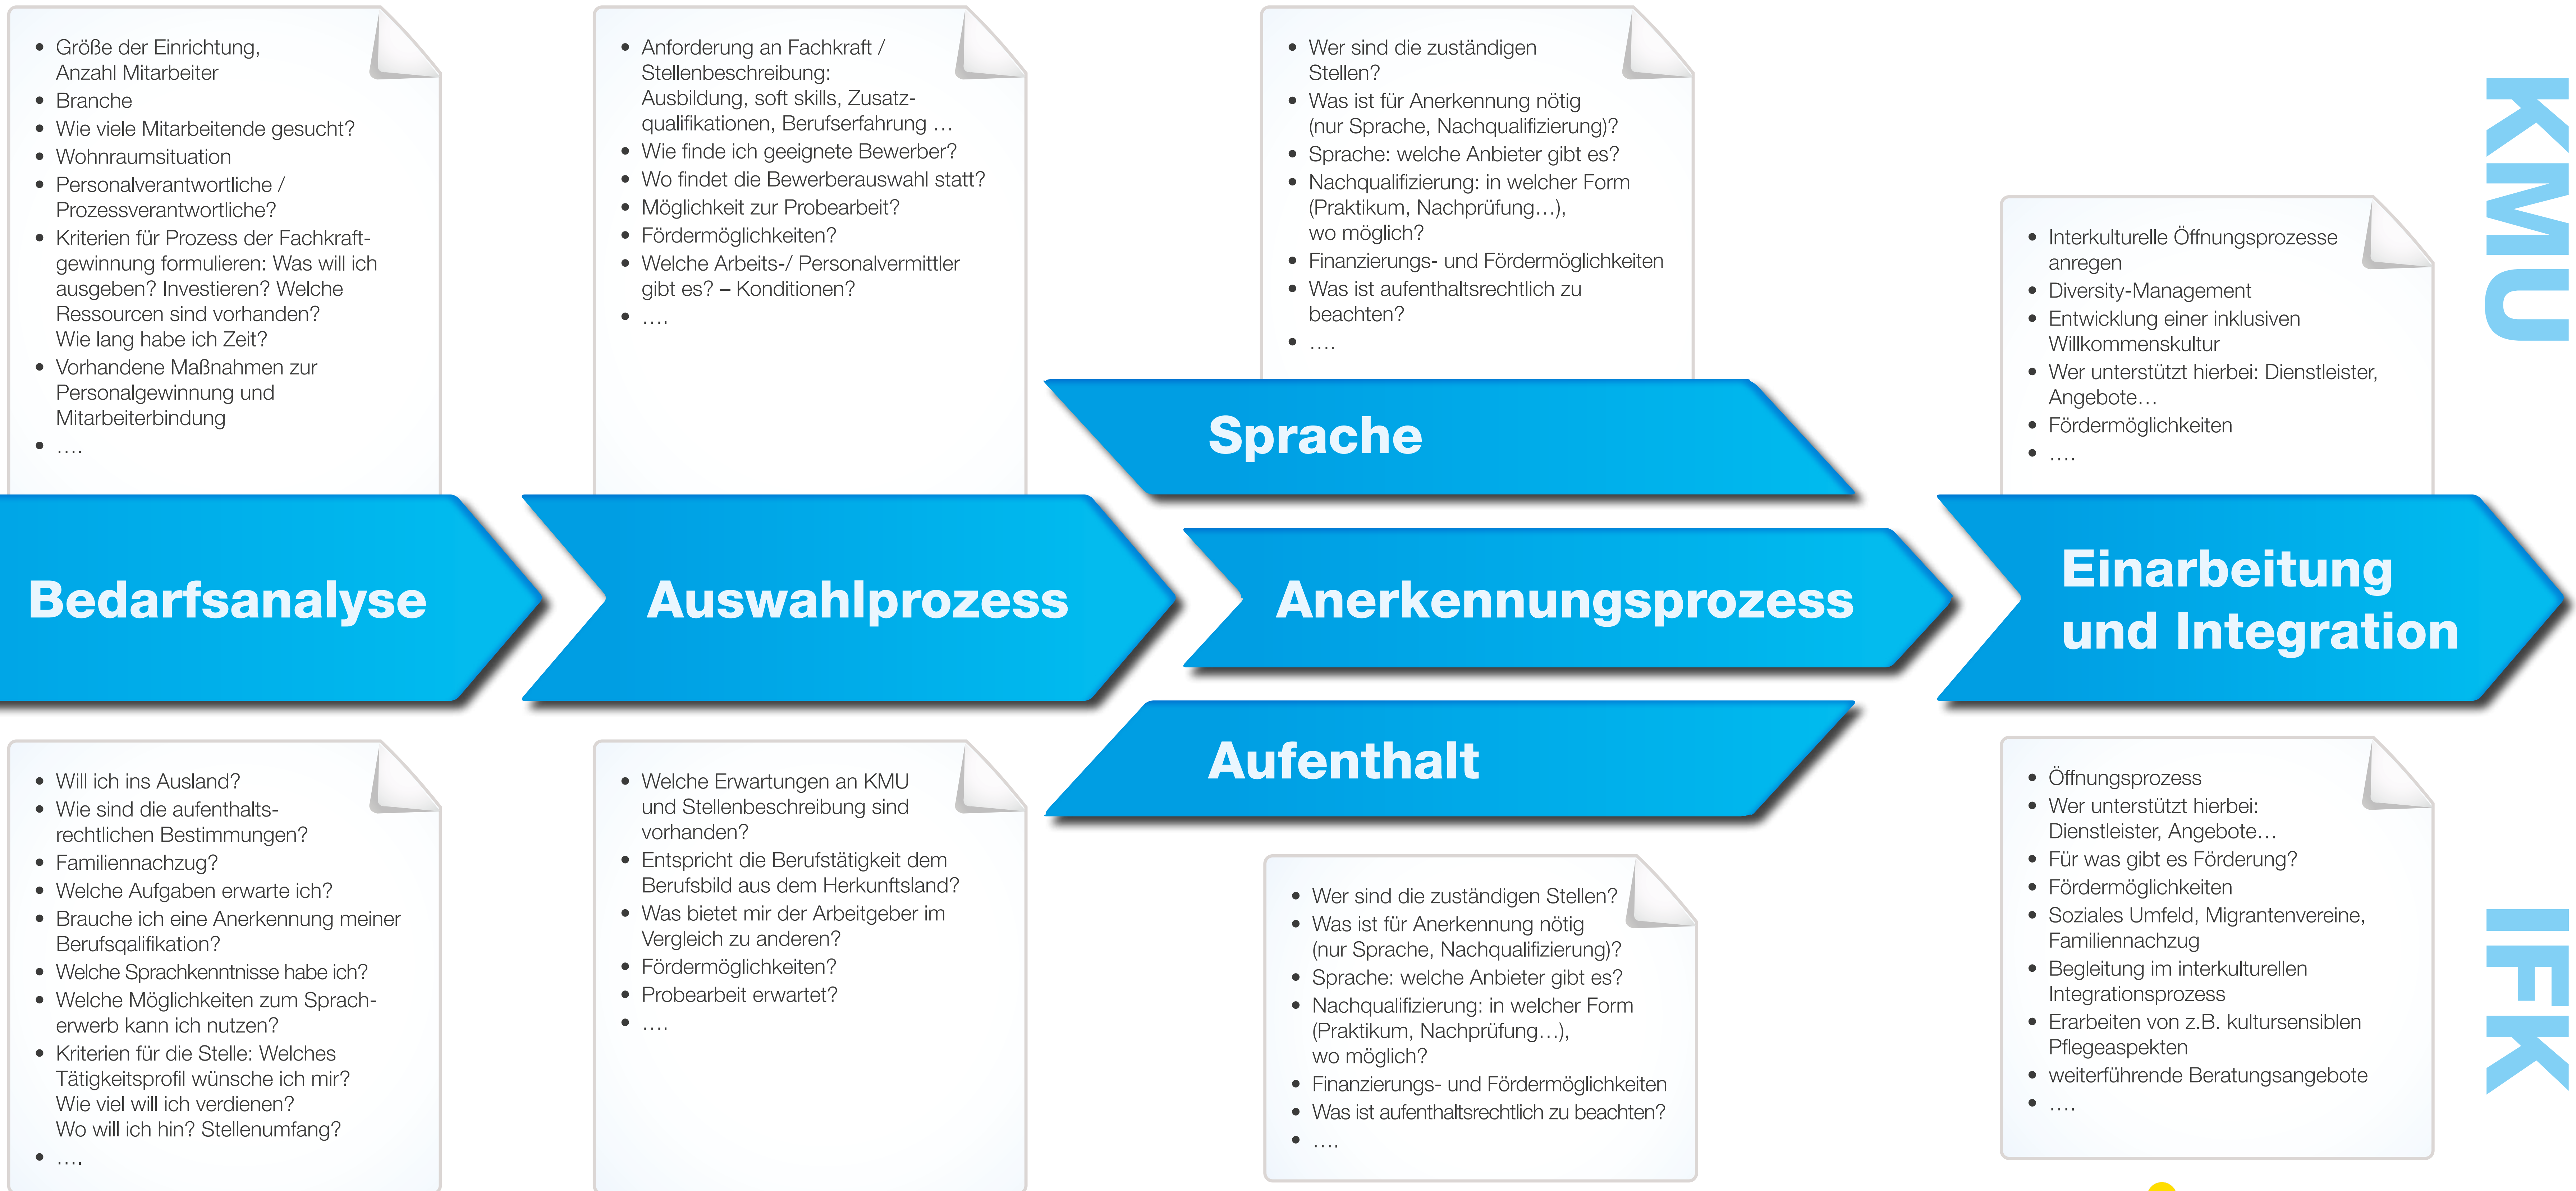 • Größe der Einrichtung,
Anzahl Mitarbeiter
• Branche
• Wie viele Mitarbeitende gesucht?
• Wohnraumsituation
• Personalverantwortliche /
Prozessverantwortliche?
• Kriterien für Prozess der Fachkraft-
gewinnung formulieren: Was will ich
ausgeben? Investieren? Welche
Ressourcen sind vorhanden?
Wie lang habe ich Zeit?
• Vorhandene Maßnahmen zur
Personalgewinnung und
Mitarbeiterbindung
• ….
• Anforderung an Fachkraft /
Stellenbeschreibung:
Ausbildung, soft skills, Zusatz-
qualifikationen, Berufserfahrung …
• Wie finde ich geeignete Bewerber?
• Wo findet die Bewerberauswahl statt?
• Möglichkeit zur Probearbeit?
• Fördermöglichkeiten?
• Welche Arbeits-/ Personalvermittler
gibt es? – Konditionen?
• ….
• Wer sind die zuständigen
Stellen?
• Was ist für Anerkennung nötig
(nur Sprache, Nachqualifizierung)?
• Sprache: welche Anbieter gibt es?
• Nachqualifizierung: in welcher Form
(Praktikum, Nachprüfung…),
wo möglich?
• Finanzierungs- und Fördermöglichkeiten
• Was ist aufenthaltsrechtlich zu
beachten?
• ….
• Interkulturelle Öffnungsprozesse
anregen
• Diversity-Management
• Entwicklung einer inklusiven
Willkommenskultur
• Wer unterstützt hierbei: Dienstleister,
Angebote…
• Fördermöglichkeiten
• ….
KMU
Bedarfsanalyse
Auswahlprozess
Sprache
Anerkennungsprozess
Aufenthalt
Einarbeitung
und Integration
• Will ich ins Ausland?
• Wie sind die aufenthalts-
rechtlichen Bestimmungen?
• Familiennachzug?
• Welche Aufgaben erwarte ich?
• Brauche ich eine Anerkennung meiner
Berufsqalifikation?
• Welche Sprachkenntnisse habe ich?
• Welche Möglichkeiten zum Sprach-
erwerb kann ich nutzen?
• Kriterien für die Stelle: Welches
Tätigkeitsprofil wünsche ich mir?
Wie viel will ich verdienen?
Wo will ich hin? Stellenumfang?
• ….
• Welche Erwartungen an KMU
und Stellenbeschreibung sind
vorhanden?
• Entspricht die Berufstätigkeit dem
Berufsbild aus dem Herkunftsland?
• Was bietet mir der Arbeitgeber im
Vergleich zu anderen?
• Fördermöglichkeiten?
• Probearbeit erwartet?
• ….
• Wer sind die zuständigen Stellen?
• Was ist für Anerkennung nötig
(nur Sprache, Nachqualifizierung)?
• Sprache: welche Anbieter gibt es?
• Nachqualifizierung: in welcher Form
(Praktikum, Nachprüfung…),
wo möglich?
• Finanzierungs- und Fördermöglichkeiten
• Was ist aufenthaltsrechtlich zu beachten?
• ….
• Öffnungsprozess
• Wer unterstützt hierbei:
Dienstleister, Angebote…
• Für was gibt es Förderung?
• Fördermöglichkeiten
• Soziales Umfeld, Migrantenvereine,
Familiennachzug
• Begleitung im interkulturellen
Integrationsprozess
• Erarbeiten von z.B. kultursensiblen
Pflegeaspekten
• weiterführende Beratungsangebote
• ….
IFK